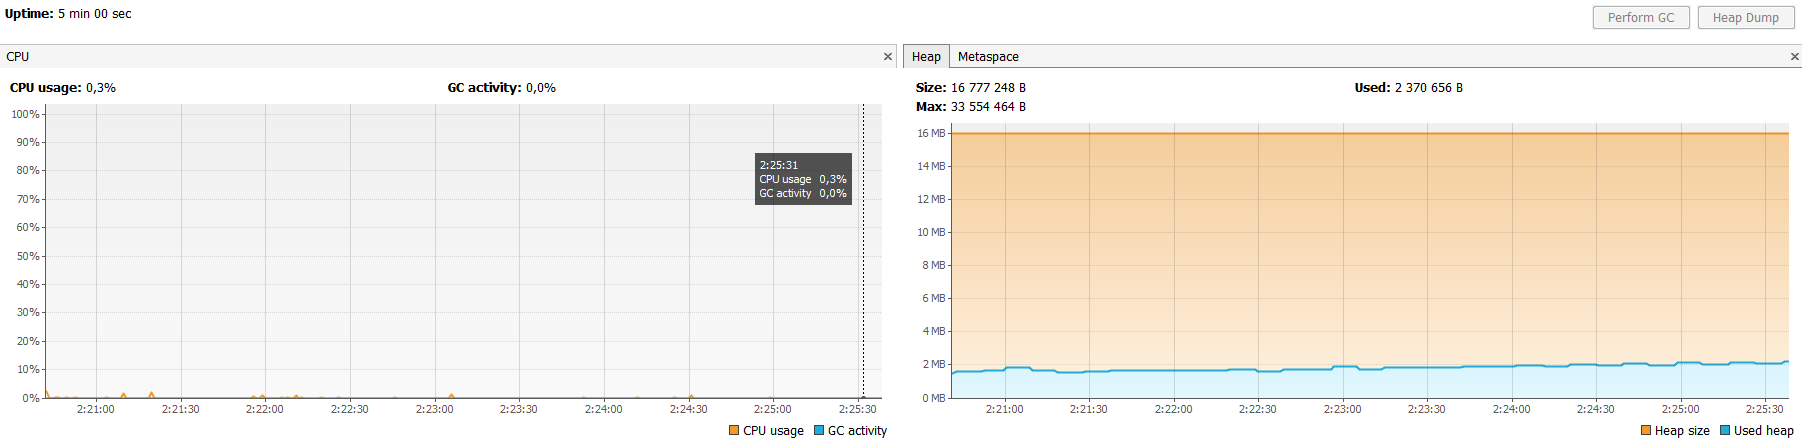 Uptime: 5 min 00 sec
Perform GC
Heap Dump
CPU
CPU usage: 0,3%
GC activity: 0,0%
100%
90%
80%
70%
60%
50%
40%
30%
20%
10%
0%
2:25:31
CPU usage 0,3%
GC activity 0,0%
2:21:00 2:21:30 2:22:00 2:22:30 2:23:00 2:23:30 2:24:00 2:24:30 2:25:00 2:25:30
CPU usage GC activity
Heap Metaspace
Size: 16 777 248 B
Used: 2 370 656 B
Max: 33 554 464 B
16 MB
14 MB
12 MB
10 MB
8 MB
6 MB
4 MB
2 MB
0 MB
2:21:00 2:21:30 2:22:00 2:22:30 2:23:00 2:23:30 2:24:00 2:24:30 2:25:00 2:25:30
Heap size Used heap